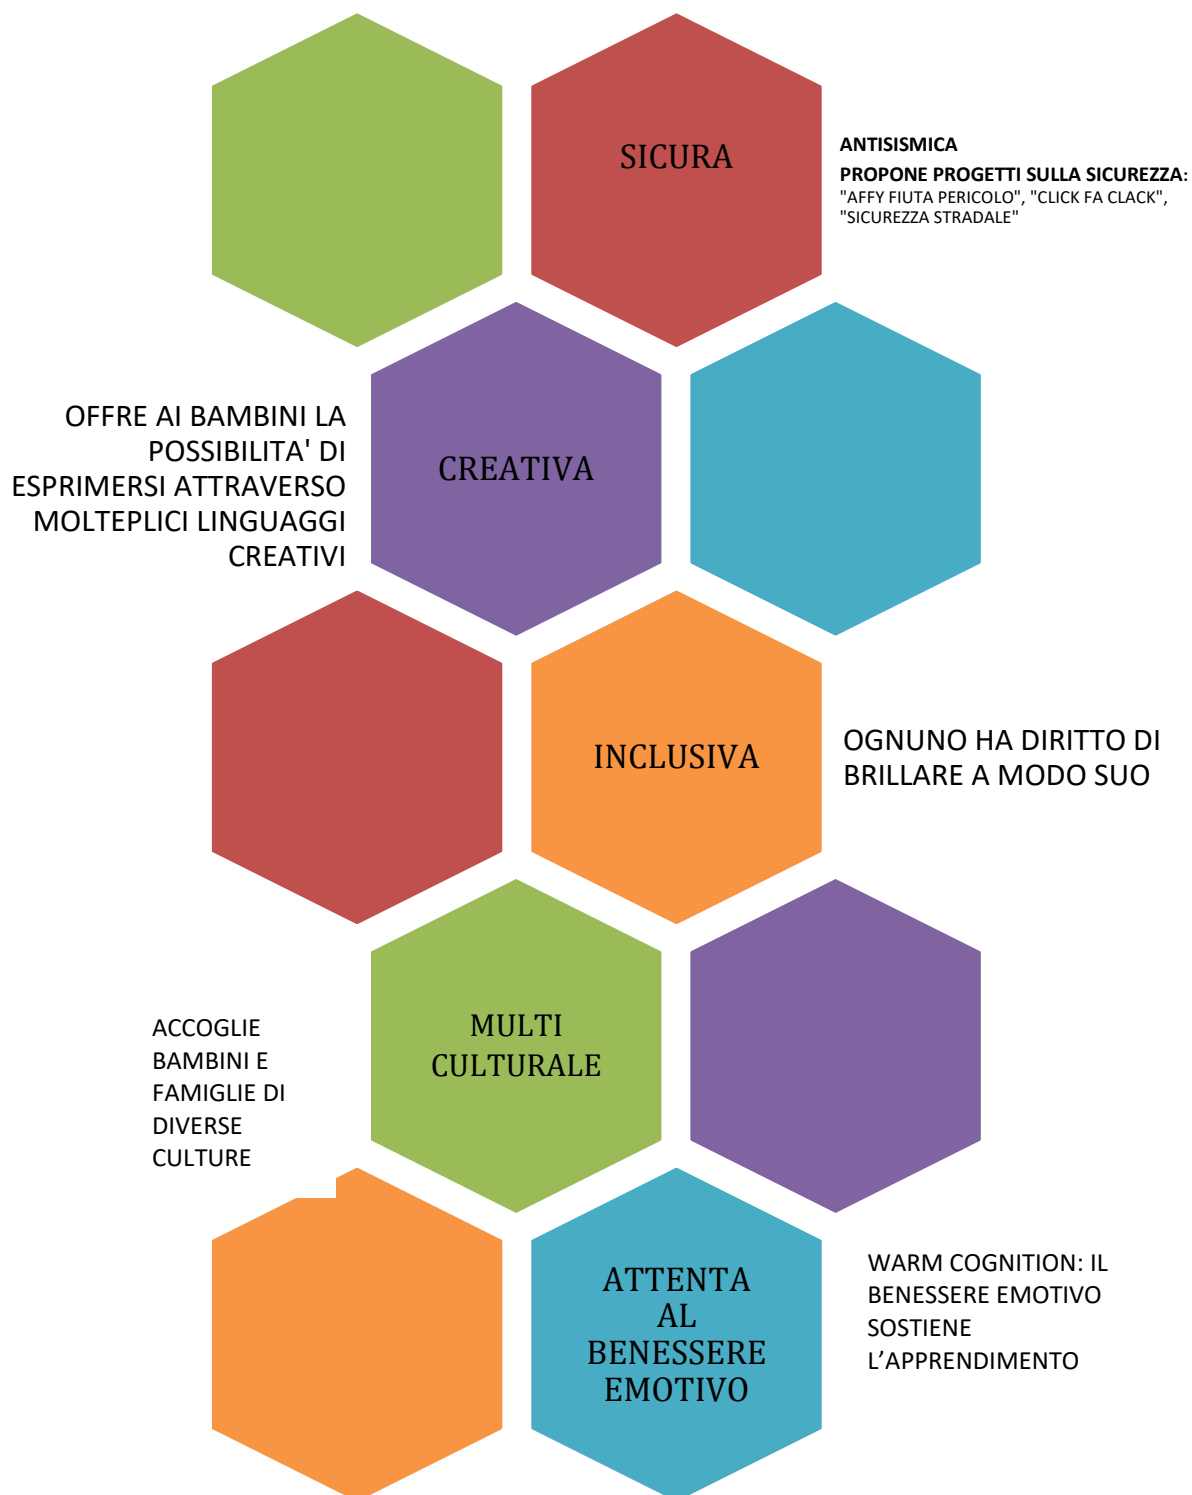 SICURA
ANTISISMICA
PROPONE PROGETTI SULLA SICUREZZA:
"AFFY FIUTA PERICOLO", "CLICK FA CLACK",
"SICUREZZA STRADALE"
OFFRE AI BAMBINI LA
POSSIBILITA' DI
ESPRIMERSI ATTRAVERSO
MOLTEPLICI LINGUAGGI
CREATIVI
CREATIVA
INCLUSIVA
OGNUNO HA DIRITTO DI
BRILLARE A MODO SUO
ACCOGLIE
BAMBINI E
FAMIGLIE DI
DIVERSE
CULTURE
MULTI
CULTURALE
ATTENTA
AL
BENESSERE
EMOTIVO
WARM COGNITION: IL
BENESSERE EMOTIVO
SOSTIENE
L’APPRENDIMENTO